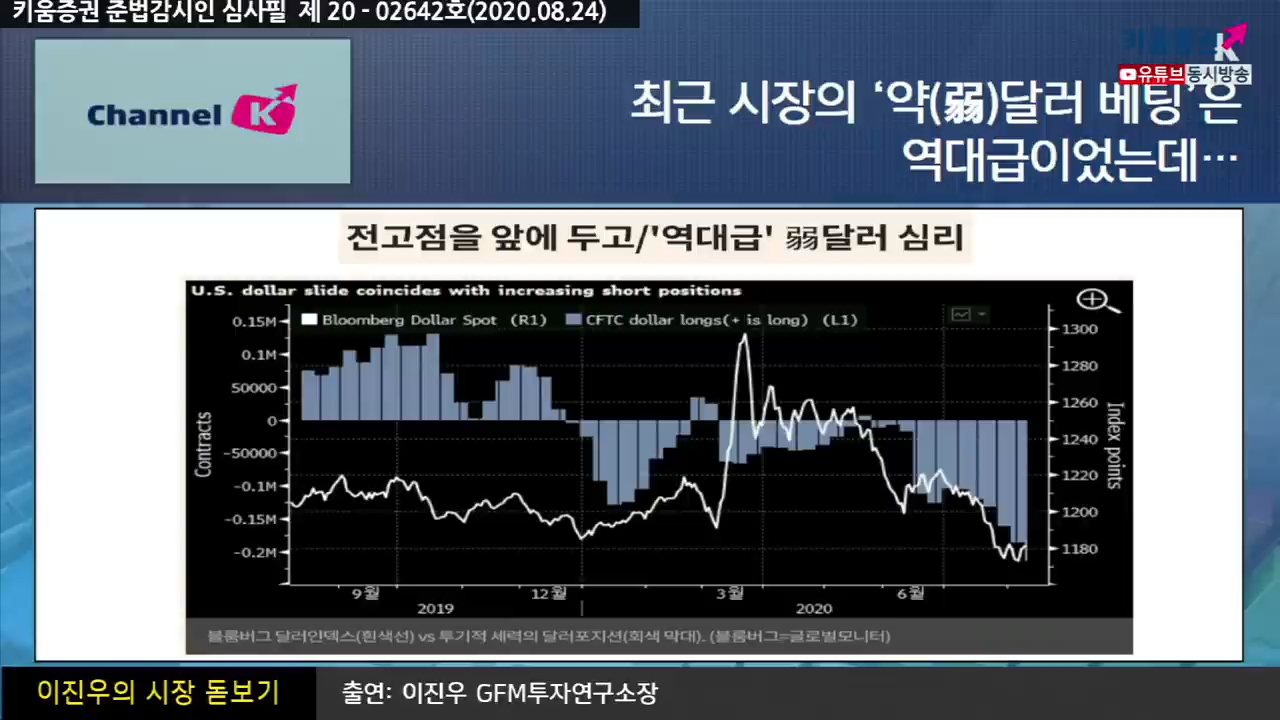 키움증권 준법감시인 심사필 제 20 - 02642호(2020.08.24)
Channel K
K
유튜브동시방송
최근 시장의 ‘약(弱)달러 베팅’은
역대급이었는데…
전고점을 앞에 두고/'역대급' 弱달러 심리
U.S. dollar slide coincides with increasing short positions
Bloomberg Dollar Spot (R1) CFTC dollar longs(+ is long) (L1)
0.15M
0.1M
50000
0
-50000
-0.1M
-0.15M
-0.2M
Contracts
1300
1280
1260
1240
1220
1200
1180
Index points
9월 12월 3월 6월
2019 2020
블룸버그 달러인덱스(흰색선) vs 투기적 세력의 달러포지션(회색 막대). (블룸버그=글로벌모니터)
이진우의 시장 돋보기
출연: 이진우 GFM투자연구소장